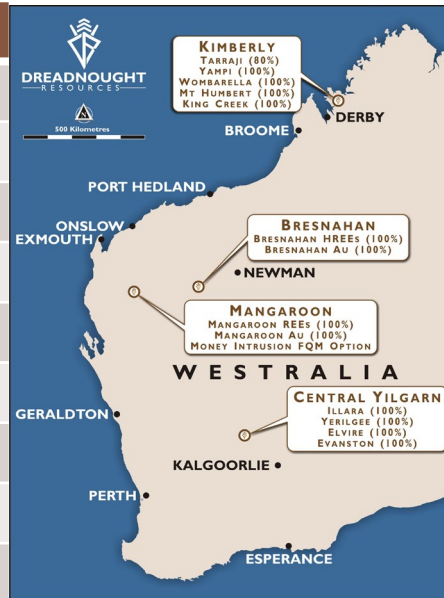 DREADNOUGHT
RESOURCES
500 Kilometres
KIMBERLY
TARRAJI (80%)
YAMPI (100%)
WOMBARELLA (100%)
MT HUMBERT (100%)
KING CREEK (100%)
DERBY
BROOME
PORT HEDLAND
ONSLOW
EXMOUTH
BRESNAHAN
BRESNAHAN HREES (100%)
BRESNAHAN AU (100%)
NEWMAN
MANGAROON
MANGAROON REES (100%)
MANGAROON AU (100%)
MONEY INTRUSION FQM OPTION
WESTRALIA
CENTRAL YILGARN
ILLARA (100%)
YERILGEE (100%)
ELVIRE (100%)
EVANSTON (100%)
GERALDTON
KALGOORLIE
PERTH
ESPERANCE